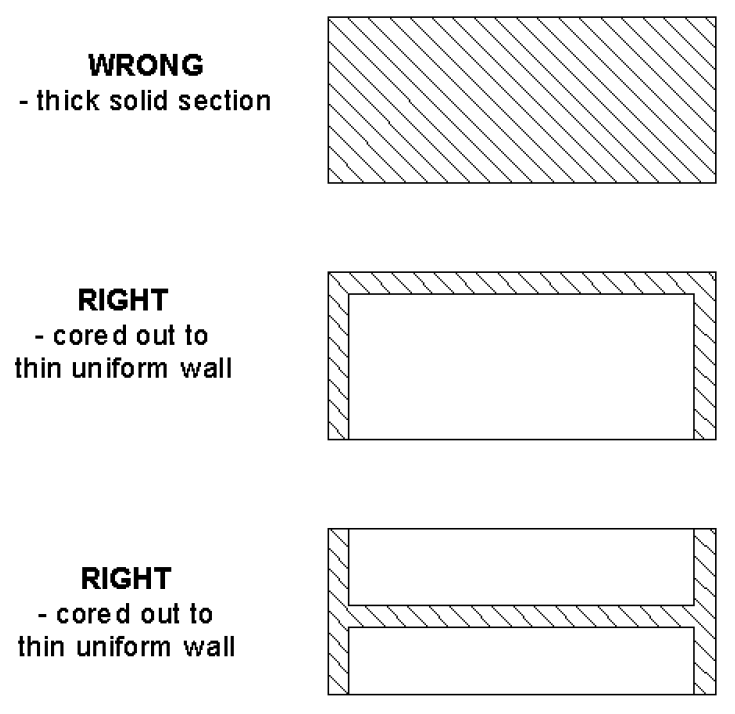 WRONG
- thick solid section
RIGHT
- cored out to
thin uniform wall
RIGHT
- cored out to
thin uniform wall